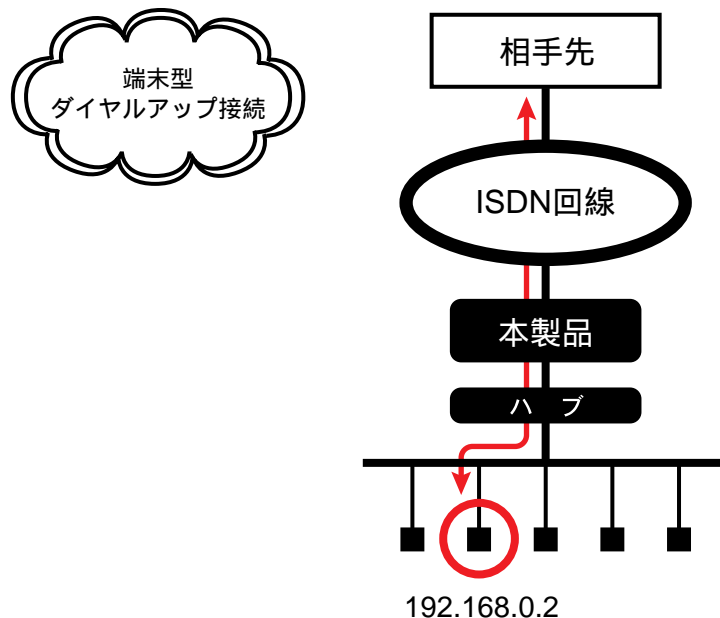 端末型
ダイヤルアップ接続
相手先
ISDN回線
本製品
ハ ブ
192.168.0.2